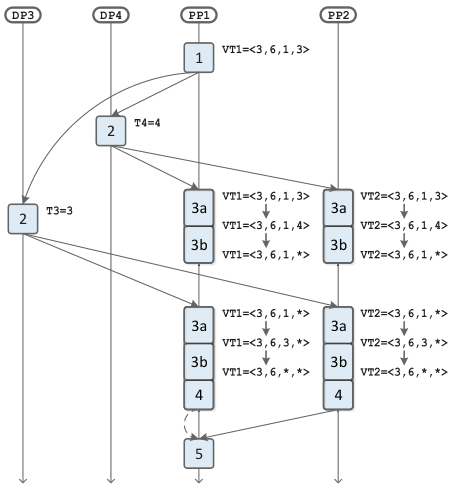 DP3 DP4 PP1 PP2
1 VT1=<3,6,1,3>
2 T4=4
2 T3=3
3a VT1=<3,6,1,3> 3a VT2=<3,6,1,3>
VT1=<3,6,1,4> VT2=<3,6,1,4>
3b VT1=<3,6,1,*> 3b VT2=<3,6,1,*>
3a VT1=<3,6,1,*> 3a VT2=<3,6,1,*>
VT1=<3,6,3,*> VT2=<3,6,3,*>
3b VT1=<3,6,*,*> 3b VT2=<3,6,*,*>
4 4
5